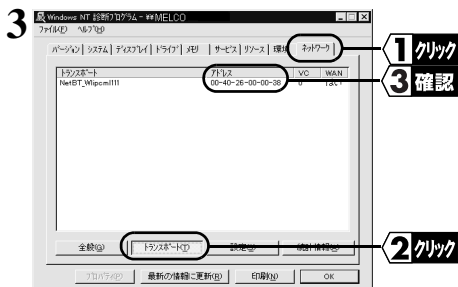 3
Windows NT 診断プログラム - ¥¥MELCO
ファイル(F) ヘルプ(H)
バージョン システム ディスプレイ ドライブ メモリ サービス リソース 環境 ネットワーク
1 クリック
トランスポート アドレス VC WAN
NetBT_Wlipcml11 00-40-26-00-00-38 0 はい
3 確認
全般(G) トランスポート(T) 設定(S) 統計情報(A)
2 クリック
プロパティ(P) 最新の情報に更新(R) 印刷(N) OK